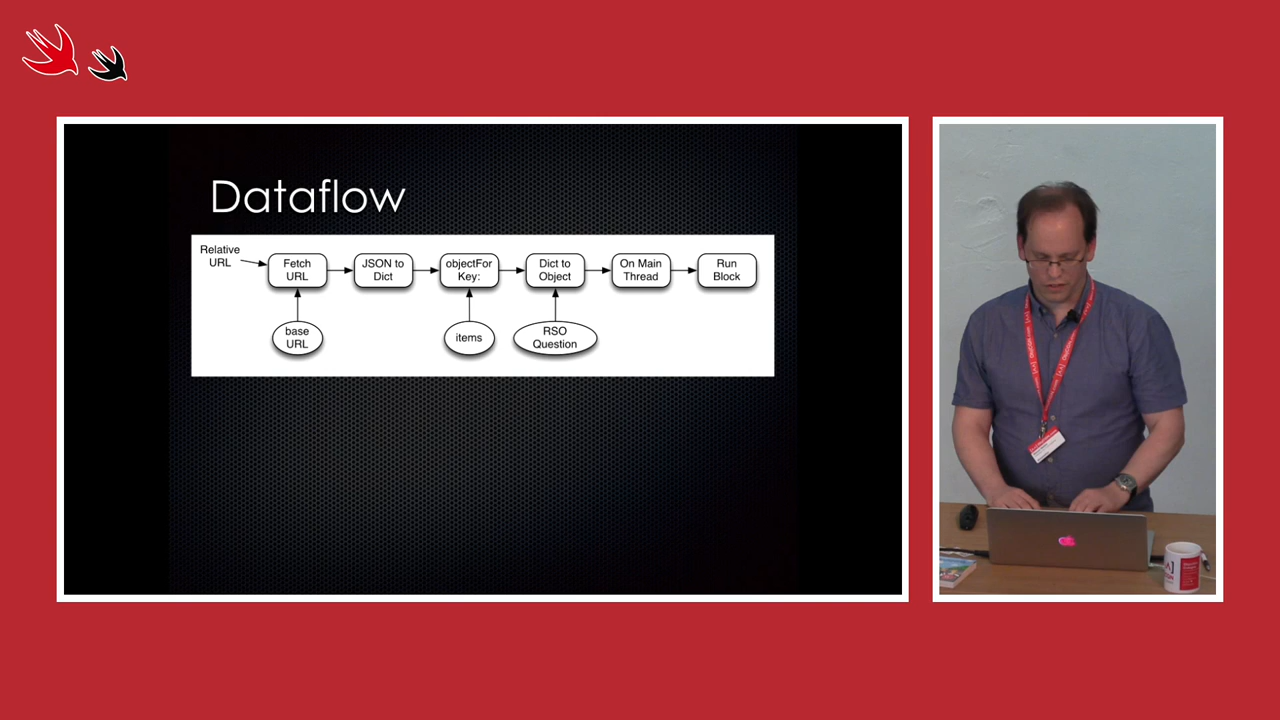 Dataflow
Relative
URL
Fetch
URL
JSON to
Dict
objectFor
Key:
Dict to
Object
On Main
Thread
Run
Block
base
URL
items
RSO
Question